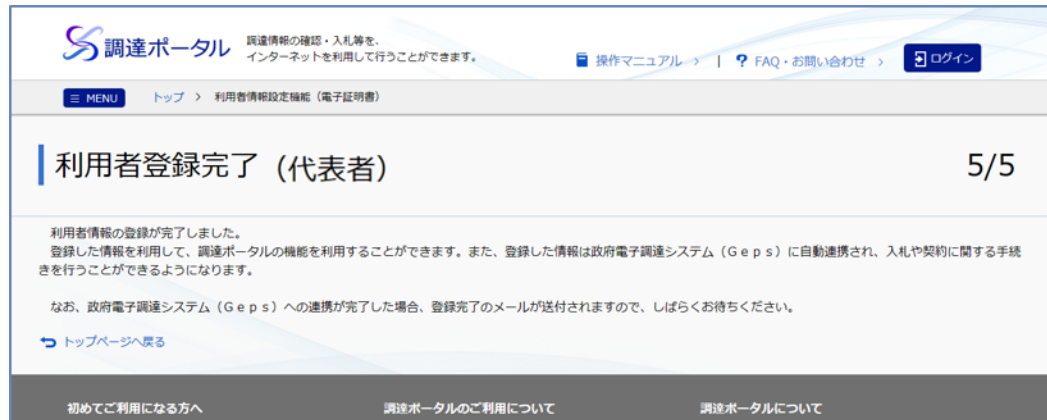 調達ポータル
調達情報の確認・入札等を、
インターネットを利用して行うことができます。
操作マニュアル > | ? FAQ・お問い合わせ > ログイン
≡ MENU トップ > 利用者情報設定機能（電子証明書）
利用者登録完了（代表者） 5/5
利用者情報の登録が完了しました。
登録した情報を利用して、調達ポータルの機能を利用することができます。また、登録した情報は政府電子調達システム（Ｇｅｐｓ）に自動連携され、入札や契約に関する手続
きを行うことができるようになります。
なお、政府電子調達システム（Ｇｅｐｓ）への連携が完了した場合、登録完了のメールが送付されますので、しばらくお待ちください。
トップページへ戻る
初めてご利用になる方へ 調達ポータルのご利用について 調達ポータルについて